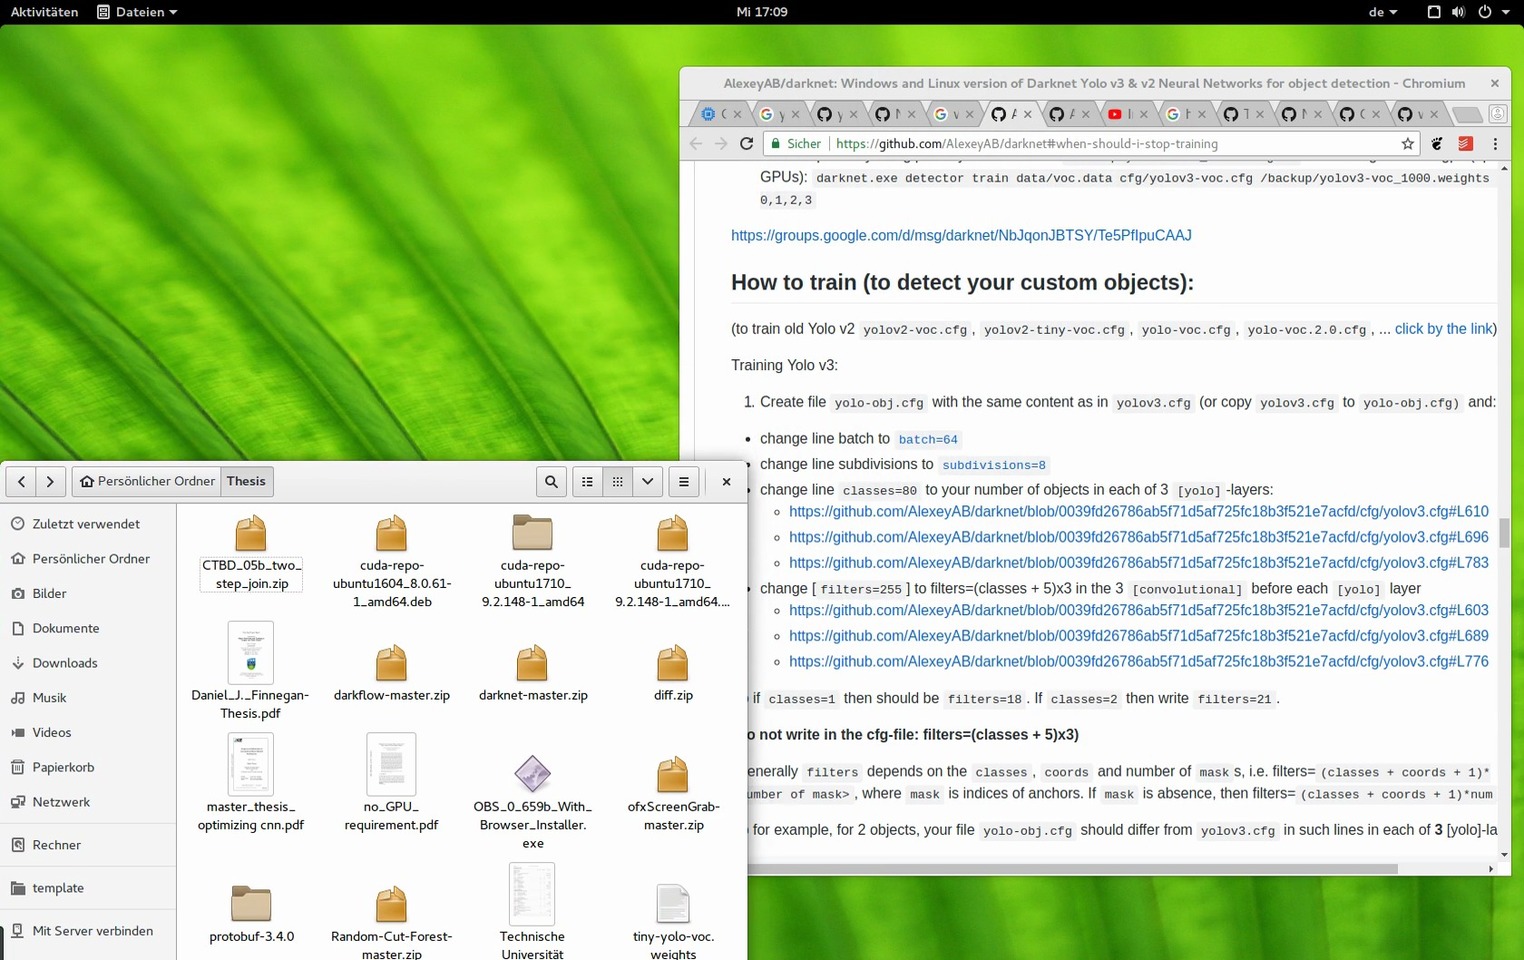 Aktivitäten
Dateien
Mi 17:09
de
AlexeyAB/darknet: Windows and Linux version of Darknet Yolo v3 & v2 Neural Networks for object detection - Chromium
Sicher
https://github.com/AlexeyAB/darknet#when-should-i-stop-training
GPUs): darknet.exe detector train data/voc.data cfg/yolov3-voc.cfg /backup/yolov3-voc_1000.weights
0,1,2,3
https://groups.google.com/d/msg/darknet/NbJqonJBTSY/Te5PfIpuCAAJ
How to train (to detect your custom objects):
(to train old Yolo v2 yolov2-voc.cfg, yolov2-tiny-voc.cfg, yolo-voc.cfg, yolo-voc.2.0.cfg, ... click by the link)
Training Yolo v3:
1. Create file yolo-obj.cfg with the same content as in yolov3.cfg (or copy yolov3.cfg to yolo-obj.cfg) and:
change line batch to batch=64
change line subdivisions to subdivisions=8
change line classes=80 to your number of objects in each of 3 [yolo]-layers:
https://github.com/AlexeyAB/darknet/blob/0039fd26786ab5f71d5af725fc18b3f521e7acfd/cfg/yolov3.cfg#L610
https://github.com/AlexeyAB/darknet/blob/0039fd26786ab5f71d5af725fc18b3f521e7acfd/cfg/yolov3.cfg#L696
https://github.com/AlexeyAB/darknet/blob/0039fd26786ab5f71d5af725fc18b3f521e7acfd/cfg/yolov3.cfg#L783
change [filters=255] to filters=(classes + 5)x3 in the 3 [convolutional] before each [yolo] layer
https://github.com/AlexeyAB/darknet/blob/0039fd26786ab5f71d5af725fc18b3f521e7acfd/cfg/yolov3.cfg#L603
https://github.com/AlexeyAB/darknet/blob/0039fd26786ab5f71d5af725fc18b3f521e7acfd/cfg/yolov3.cfg#L689
https://github.com/AlexeyAB/darknet/blob/0039fd26786ab5f71d5af725fc18b3f521e7acfd/cfg/yolov3.cfg#L776
if classes=1 then should be filters=18. If classes=2 then write filters=21.
o not write in the cfg-file: filters=(classes + 5)x3)
enerally filters depends on the classes, coords and number of masks, i.e. filters=(classes + coords + 1)*
umber of mask>, where mask is indices of anchors. If mask is absence, then filters=(classes + coords + 1)*num
for example, for 2 objects, your file yolo-obj.cfg should differ from yolov3.cfg in such lines in each of 3 [yolo]-la
Persönlicher Ordner
Thesis
Zuletzt verwendet
Persönlicher Ordner
Bilder
Dokumente
Downloads
Musik
Videos
Papierkorb
Netzwerk
Rechner
template
Mit Server verbinden
CTBD_05b_two_
step_join.zip
cuda-repo-
ubuntu1604_8.0.61-
1_amd64.deb
cuda-repo-
ubuntu1710_
9.2.148-1_amd64
cuda-repo-
ubuntu1710_
9.2.148-1_amd64....
Daniel_J._Finnegan-
Thesis.pdf
darkflow-master.zip
darknet-master.zip
diff.zip
master_thesis_
optimizing cnn.pdf
no_GPU_
requirement.pdf
OBS_0_659b_With_
Browser_Installer.
exe
ofxScreenGrab-
master.zip
protobuf-3.4.0
Random-Cut-Forest-
master.zip
Technische
Universität
tiny-yolo-voc.
weights